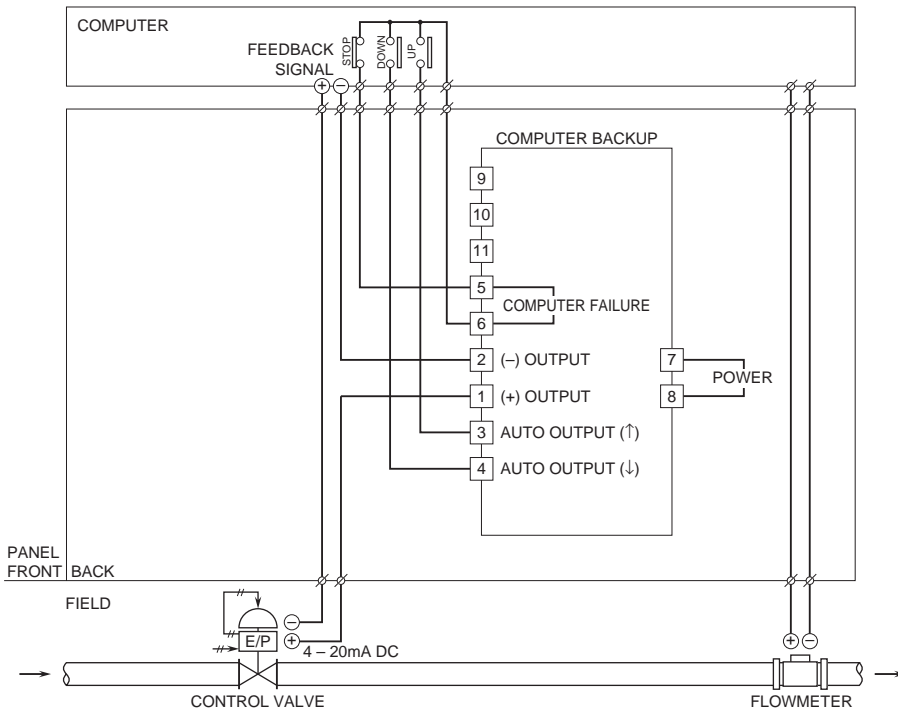 COMPUTER
FEEDBACK
SIGNAL
STOP
DOWN
UP
+ −
COMPUTER BACKUP
9
10
11
5
COMPUTER FAILURE
6
2 (–) OUTPUT
7
POWER
1 (+) OUTPUT
8
3 AUTO OUTPUT (↑)
4 AUTO OUTPUT (↓)
PANEL
FRONT BACK
FIELD
−
E/P + 4 – 20mA DC
+ −
CONTROL VALVE
FLOWMETER